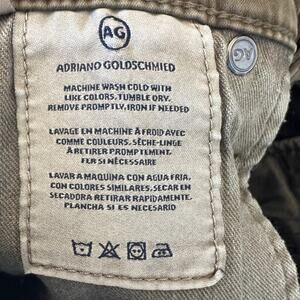 AG
AG
ADRIANO GOLDSCHMIED
MACHINE WASH COLD WITH
LIKE COLORS. TUMBLE DRY.
REMOVE PROMPTLY, IRON IF NEEDED
LAVAGE EN MACHINE À FROID AVEC
COMME COULEURS. SÈCHE-LINGE
À RETIRER PROMPTEMENT.
FER SI NÉCESSAIRE
LAVAR A MAQUINA CON AGUA FRIA,
CON COLORES SIMILARES. SECAR EN
SECADORA RETIRAR RAPIDAMENTE.
PLANCHA SI ES NECESARIO